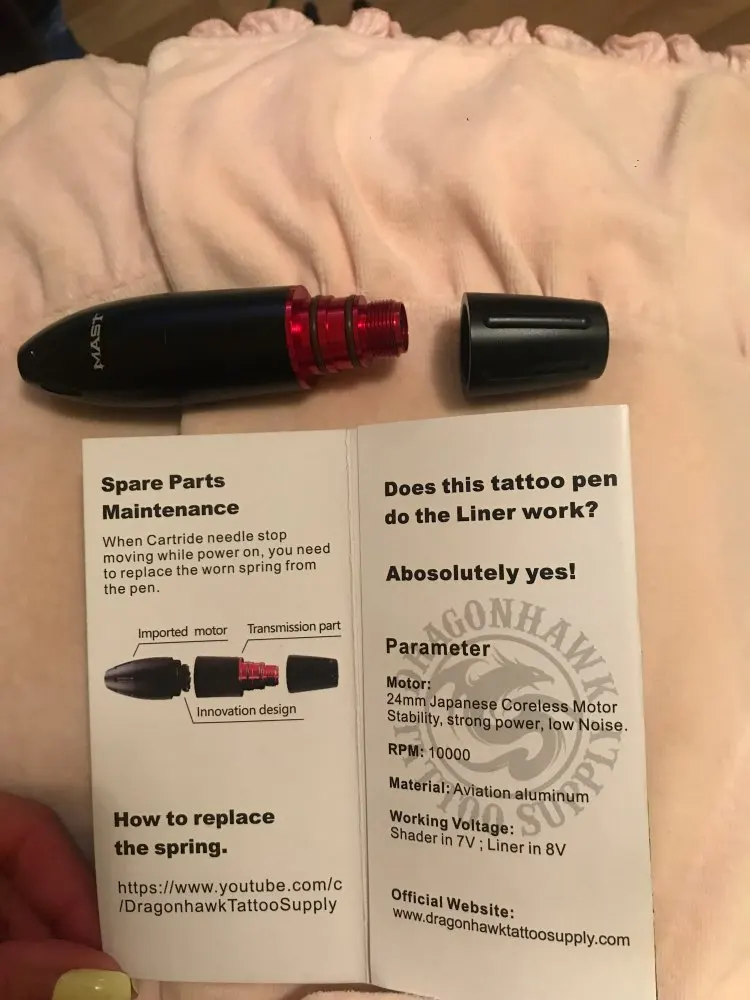 MAST
Spare Parts
Maintenance
When Cartride needle stop
moving while power on, you need
to replace the worn spring from
the pen.
Imported motor
Transmission part
Innovation design
How to replace
the spring.
https://www.youtube.com/c
/DragonhawkTattooSupply
Does this tattoo pen
do the Liner work?
Abosolutely yes!
DRAGONHAWK
TATTOO SUPPLY
Parameter
Motor:
24mm Japanese Coreless Motor
Stability, strong power, low Noise.
RPM: 10000
Material: Aviation aluminum
Working Voltage:
Shader in 7V ; Liner in 8V
Official Website:
www.dragonhawktattoosupply.com